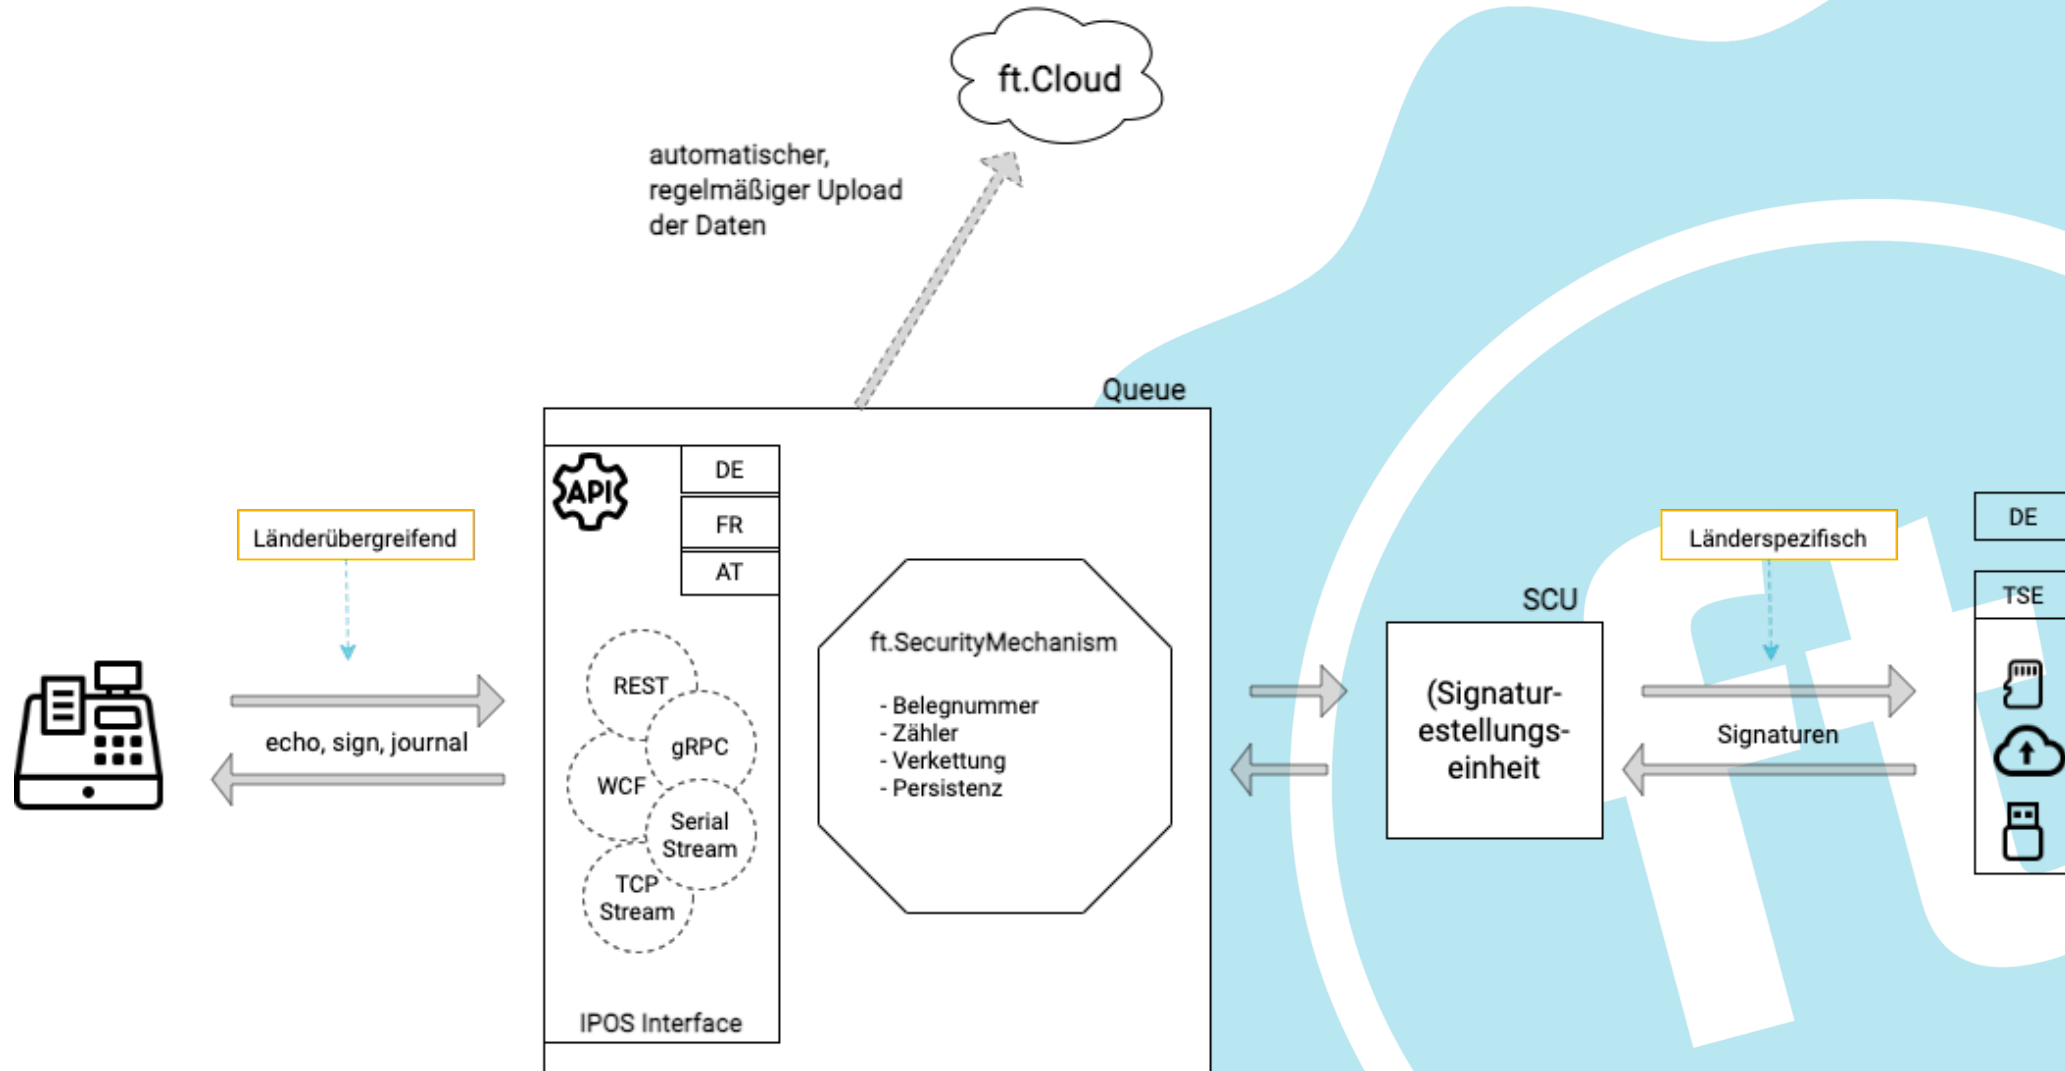 ft.Cloud
automatischer,
regelmäßiger Upload
der Daten
Queue
API
DE
FR
AT
Länderübergreifend
echo, sign, journal
REST
gRPC
WCF
Serial
Stream
TCP
Stream
IPOS Interface
ft.SecurityMechanism
- Belegnummer
- Zähler
- Verkettung
- Persistenz
SCU
(Signatur-
estellungs-
einheit
Länderspezifisch
Signaturen
DE
TSE
ft